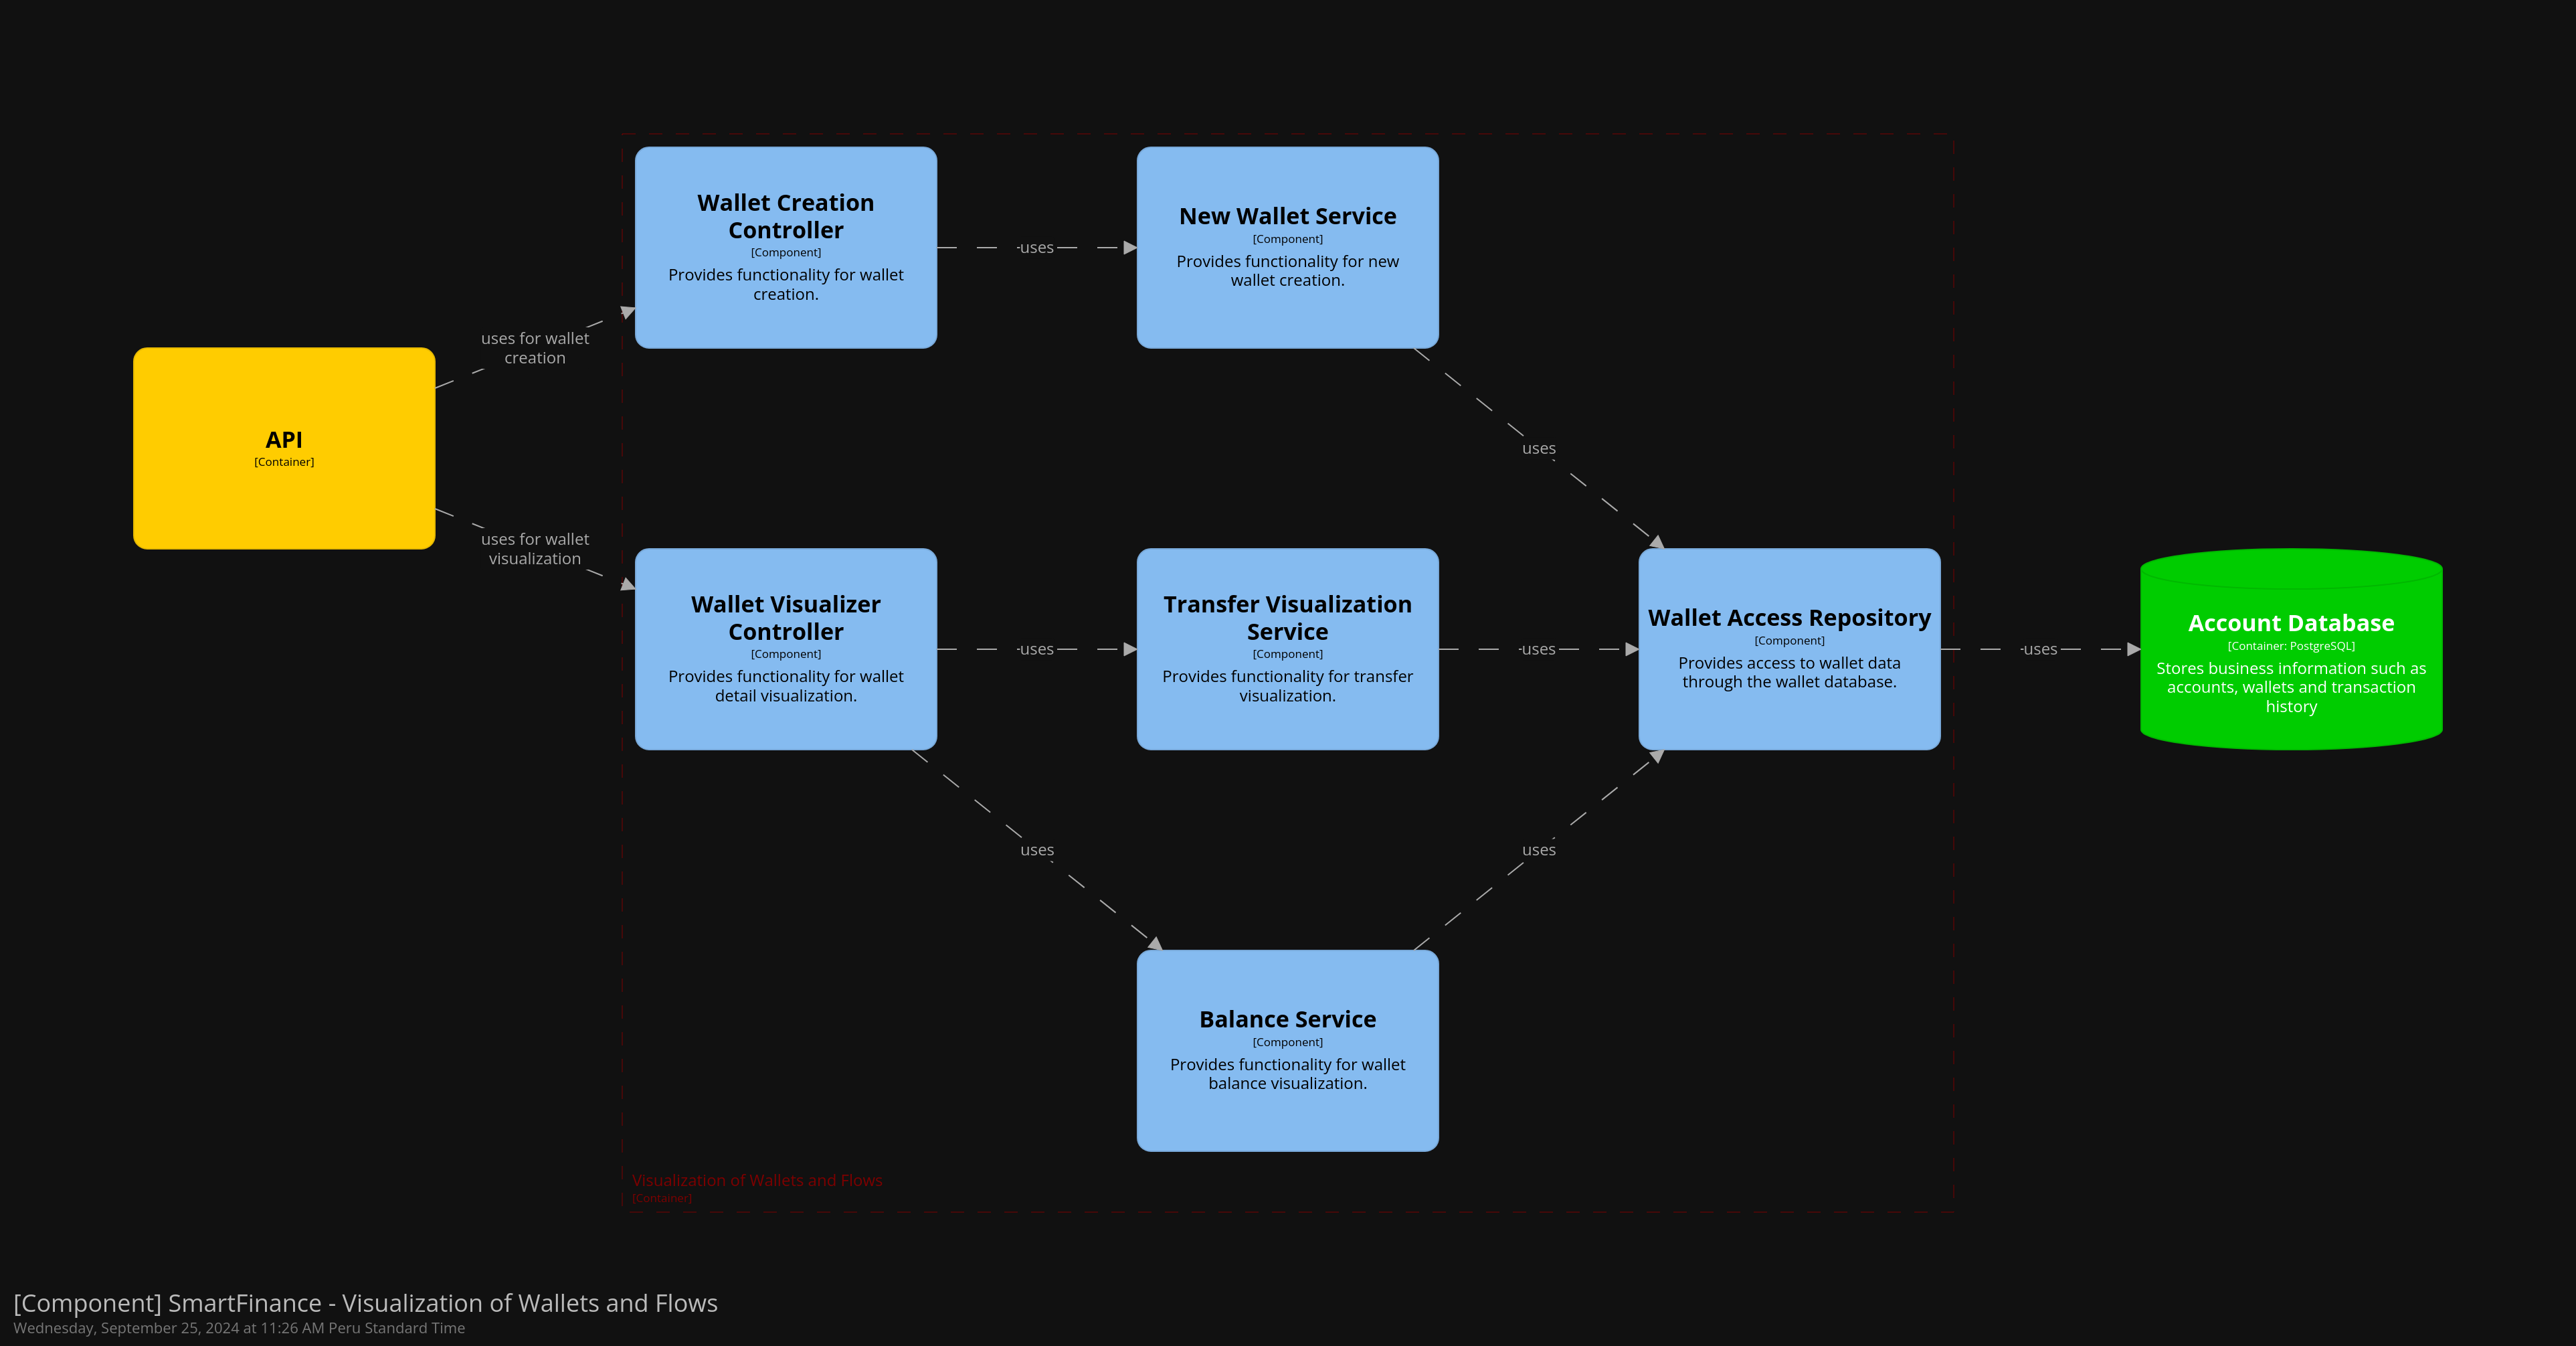 Wallet Creation
Controller
[Component]
Provides functionality for wallet
creation.
uses
New Wallet Service
[Component]
Provides functionality for new
wallet creation.
uses for wallet
creation
API
[Container]
uses
uses for wallet
visualization
Wallet Visualizer
Controller
[Component]
Provides functionality for wallet
detail visualization.
uses
Transfer Visualization
Service
[Component]
Provides functionality for transfer
visualization.
uses
Wallet Access Repository
[Component]
Provides access to wallet data
through the wallet database.
uses
Account Database
[Container: PostgreSQL]
Stores business information such as
accounts, wallets and transaction
history
uses
uses
Balance Service
[Component]
Provides functionality for wallet
balance visualization.
Visualization of Wallets and Flows
[Container]
[Component] SmartFinance - Visualization of Wallets and Flows
Wednesday, September 25, 2024 at 11:26 AM Peru Standard Time